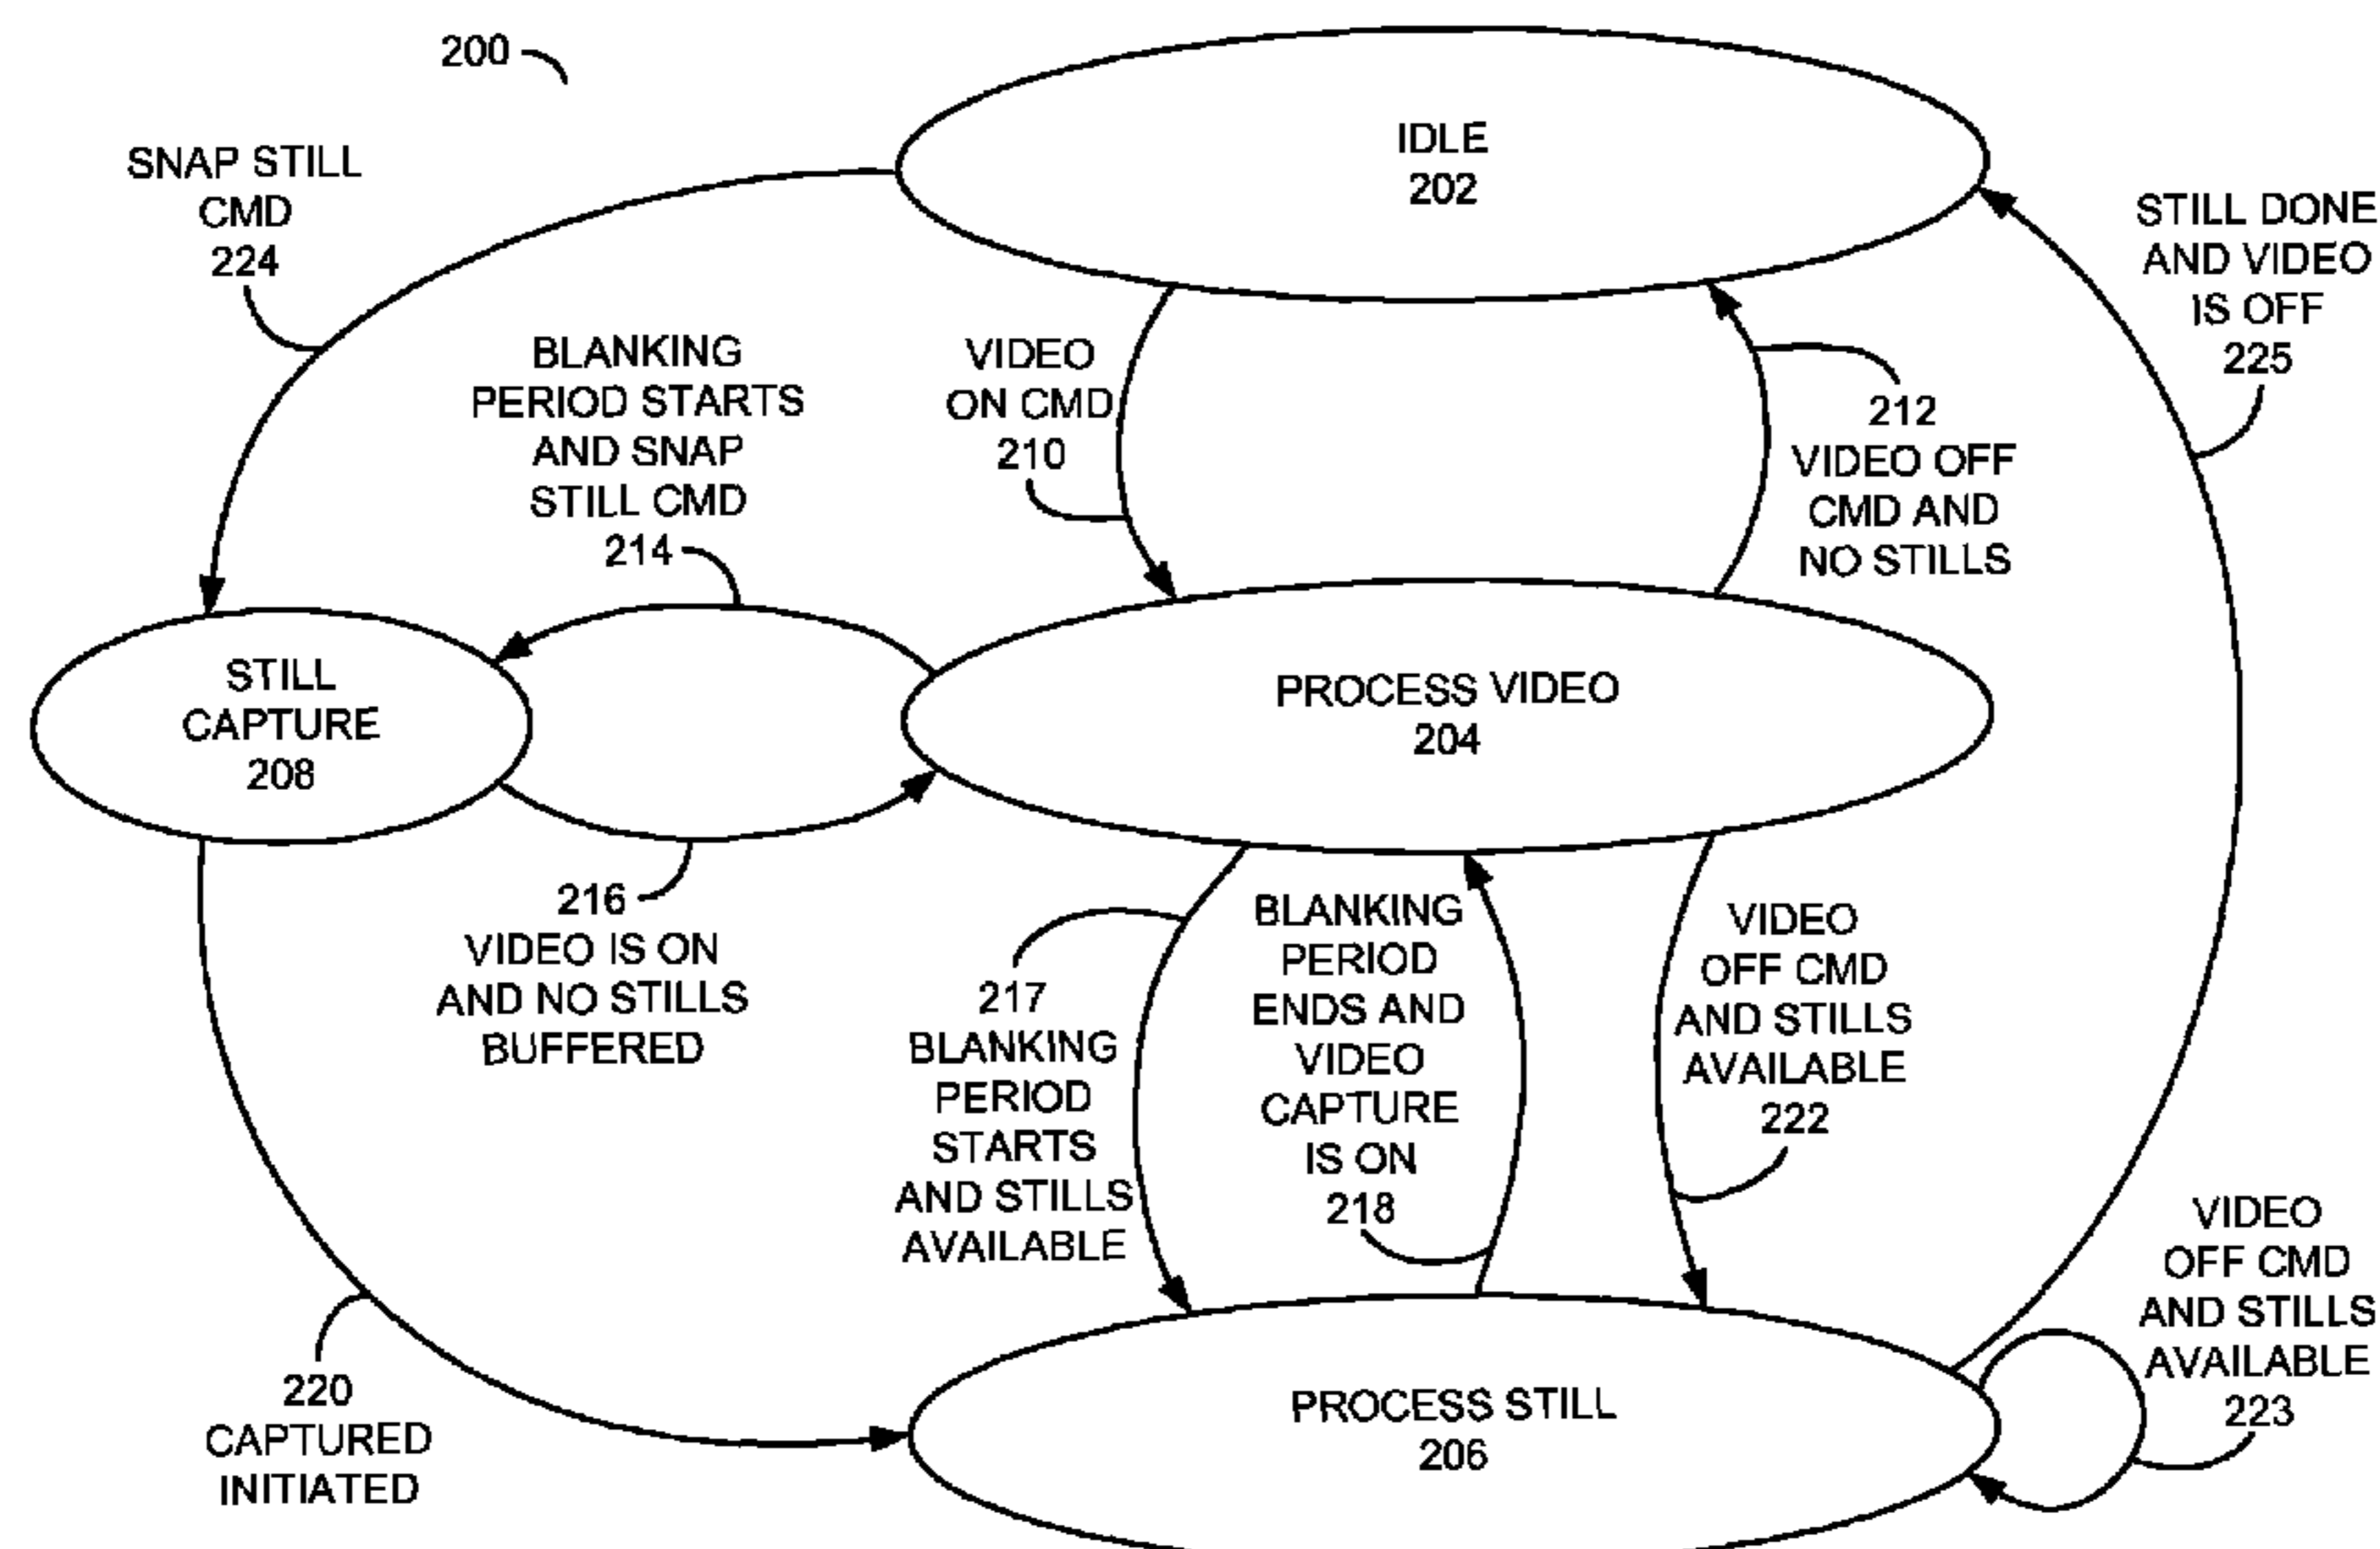 200
IDLE
202
SNAP STILL
CMD
224
STILL DONE
AND VIDEO
IS OFF
225
BLANKING
PERIOD STARTS
AND SNAP
STILL CMD
214
VIDEO
ON CMD
210
212
VIDEO OFF
CMD AND
NO STILLS
STILL
CAPTURE
208
PROCESS VIDEO
204
216
VIDEO IS ON
AND NO STILLS
BUFFERED
217
BLANKING
PERIOD
STARTS
AND STILLS
AVAILABLE
BLANKING
PERIOD
ENDS AND
VIDEO
CAPTURE
IS ON
218
VIDEO
OFF CMD
AND STILLS
AVAILABLE
222
VIDEO
OFF CMD
AND STILLS
AVAILABLE
223
220
CAPTURED
INITIATED
PROCESS STILL
206